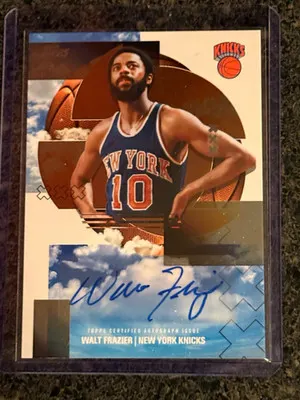 KNICKS
NEW YORK
10
Walt Frazier
TOPPS CERTIFIED AUTOGRAPH ISSUE
WALT FRAZIER | NEW YORK KNICKS